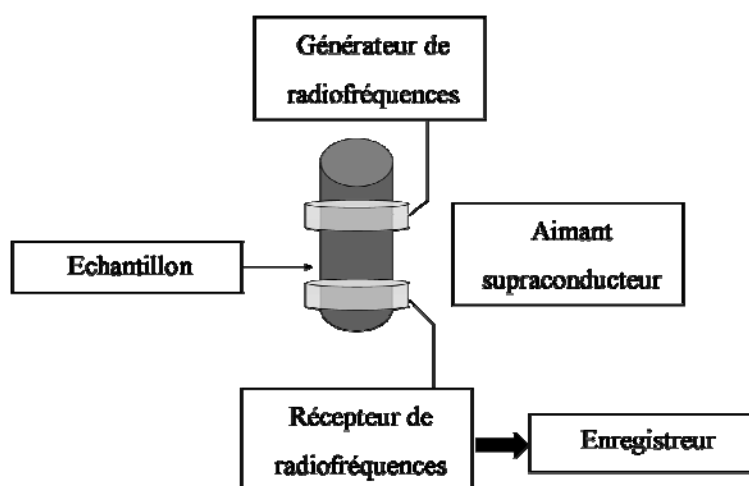 Générateur de
radiofréquences
Aimant
supraconducteur
Echantillon
Récepteur de
radiofréquences
Enregistreur